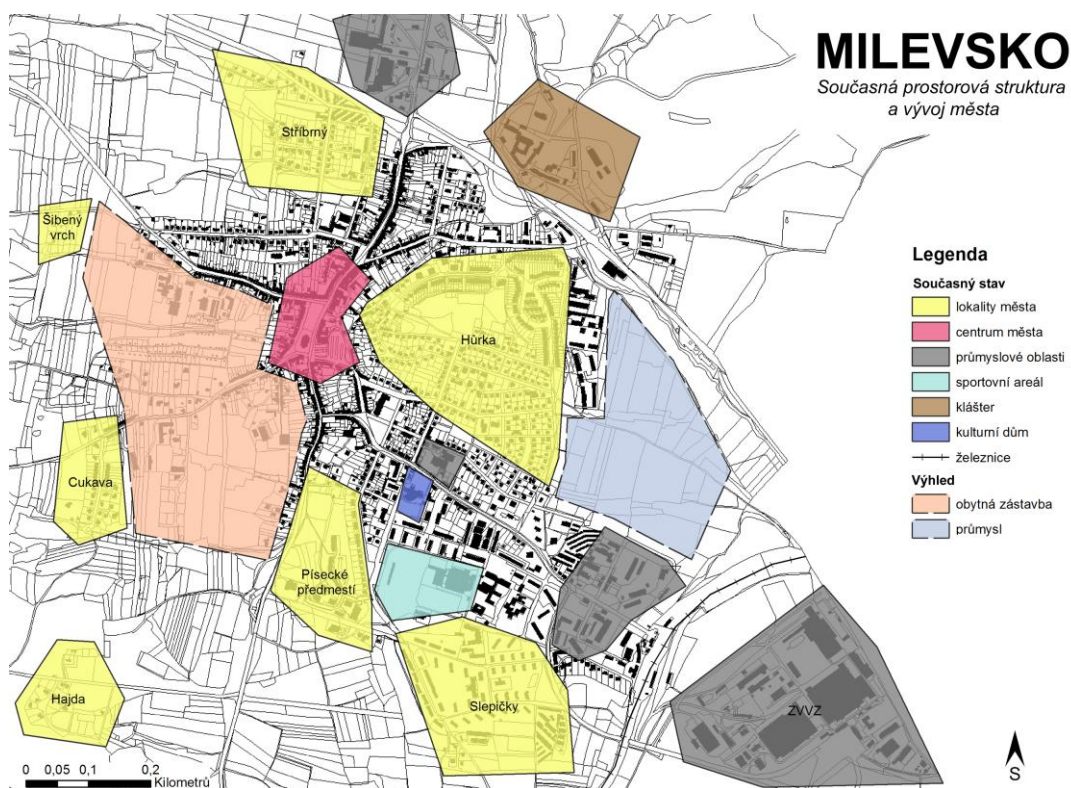 MILEVSKO
Současná prostorová struktura
a vývoj města
Stříbrný
Šibený
vrch
Hůrka
Cukava
Písecké
předmestí
Hajda
Slepičky
ZVVZ
Legenda
Současný stav
lokality města
centrum města
průmyslové oblasti
sportovní areál
klášter
kulturní dům
železnice
Výhled
obytná zástavba
průmysl
0 0,05 0,1 0,2
Kilometrů
S